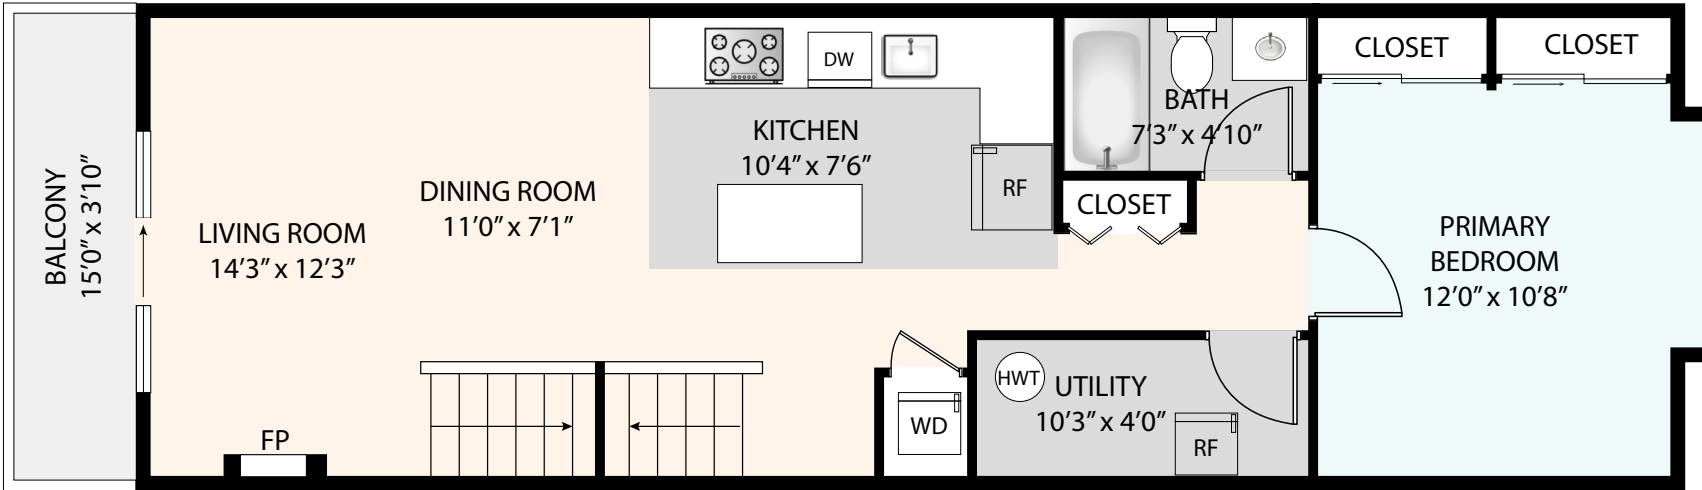 BALCONY
15’0” x 3’10”
LIVING ROOM
14’3” x 12’3”
FP
DINING ROOM
11’0” x 7’1”
KITCHEN
10’4” x 7’6”
DW
RF
BATH
7’3” x 4’10”
CLOSET
WD
HWT
UTILITY
10’3” x 4’0”
RF
CLOSET
CLOSET
PRIMARY
BEDROOM
12’0” x 10’8”